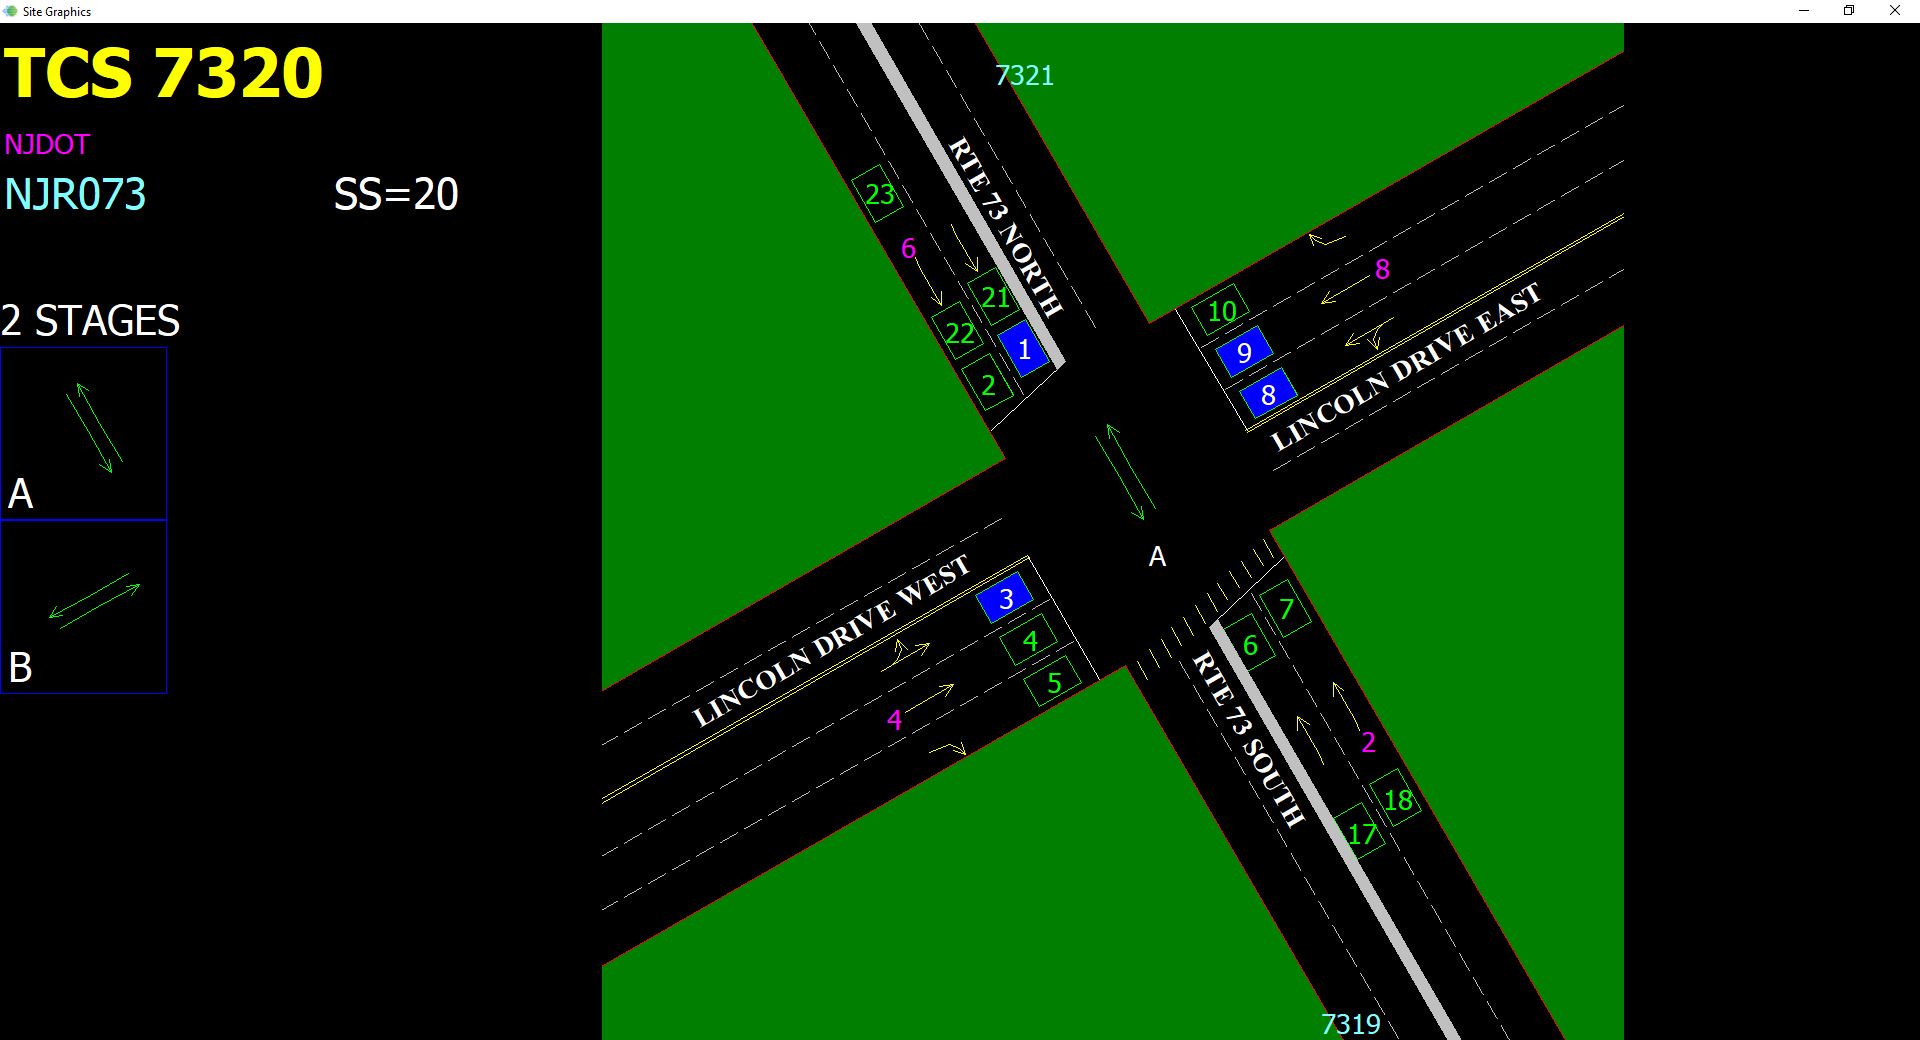 Site Graphics
TCS 7320
NJDOT
NJR073 SS=20
2 STAGES
A
B
7321
RTE 73 NORTH
23
6
21
22
1
2
8
10
9
8
LINCOLN DRIVE EAST
A
LINCOLN DRIVE WEST
3
4
5
4
7
6
RTE 73 SOUTH
2
18
17
7319